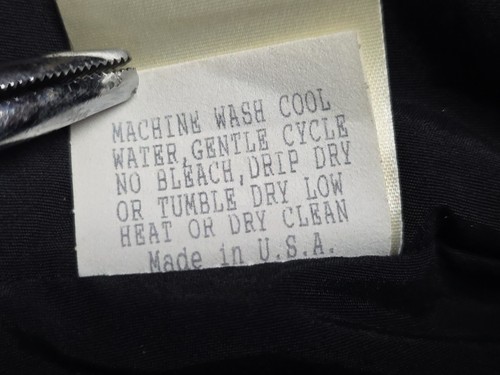 MACHINE WASH COOL
WATER,GENTLE CYCLE
NO BLEACH,DRIP DRY
OR TUMBLE DRY LOW
HEAT OR DRY CLEAN
Made in U.S.A.